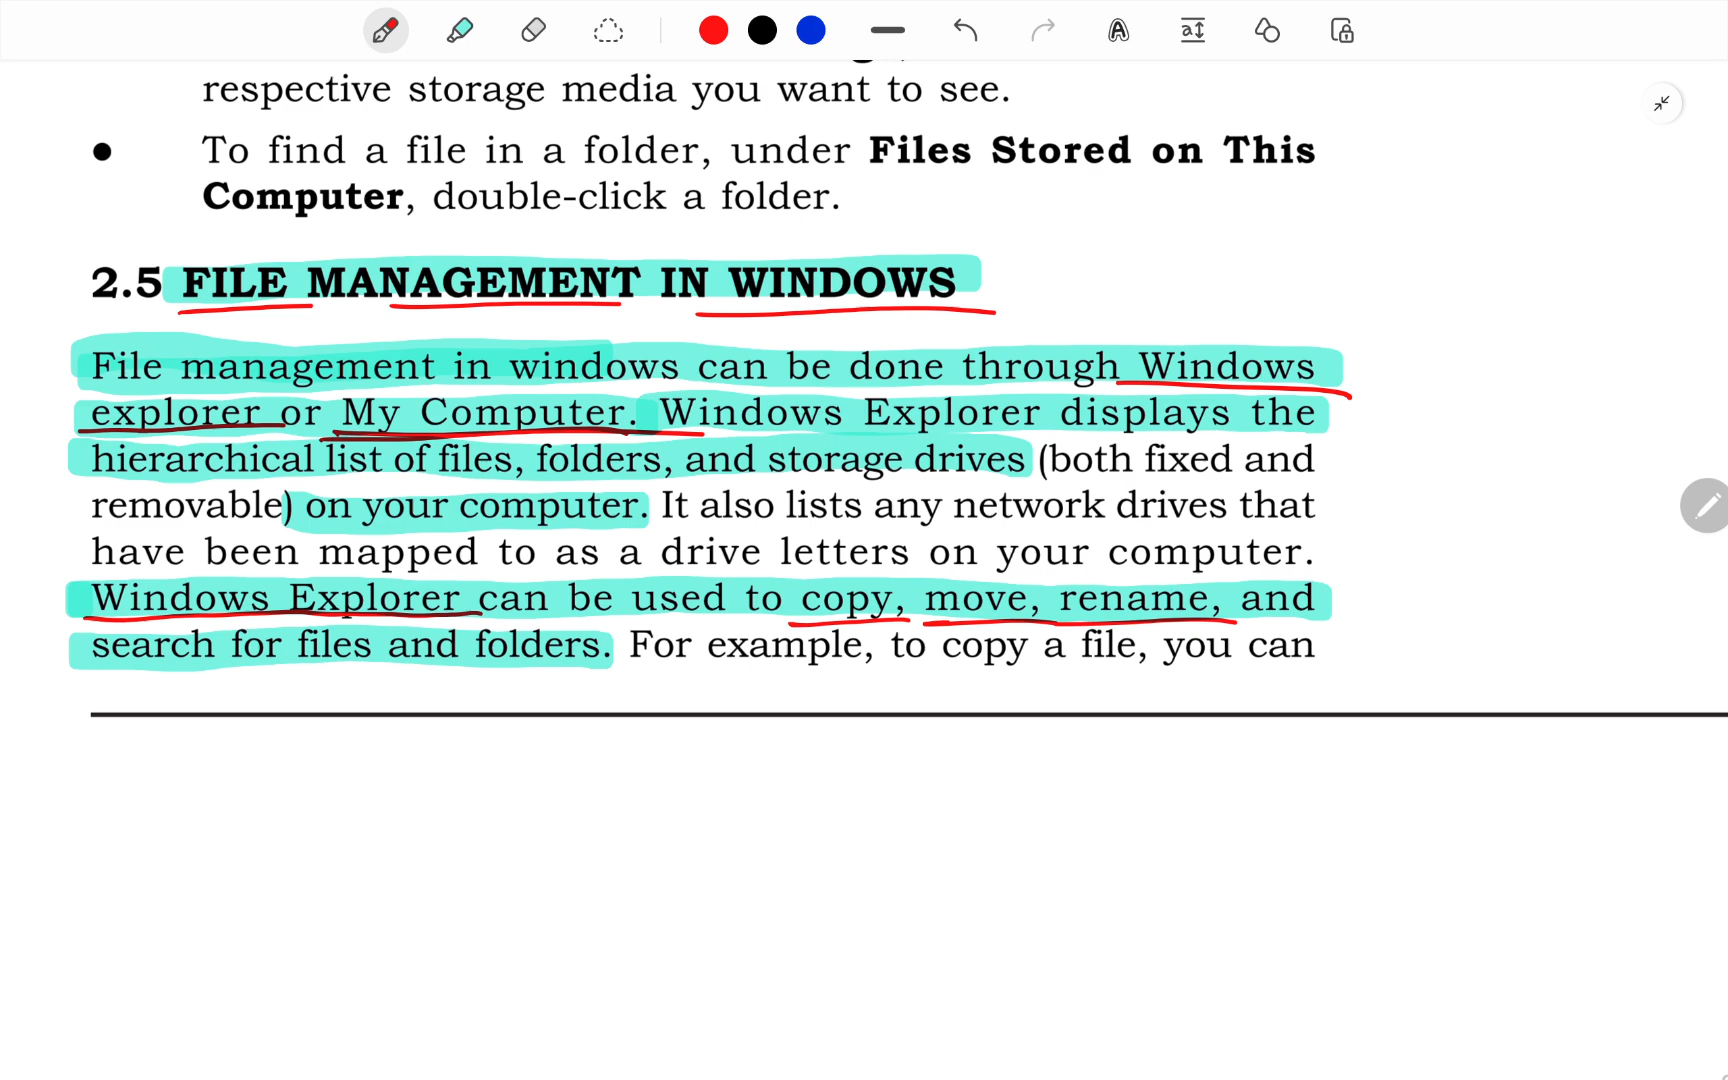 respective storage media you want to see.
● To find a file in a folder, under Files Stored on This
Computer, double-click a folder.
2.5 FILE MANAGEMENT IN WINDOWS
File management in windows can be done through Windows
explorer or My Computer. Windows Explorer displays the
hierarchical list of files, folders, and storage drives (both fixed and
removable) on your computer. It also lists any network drives that
have been mapped to as a drive letters on your computer.
Windows Explorer can be used to copy, move, rename, and
search for files and folders. For example, to copy a file, you can